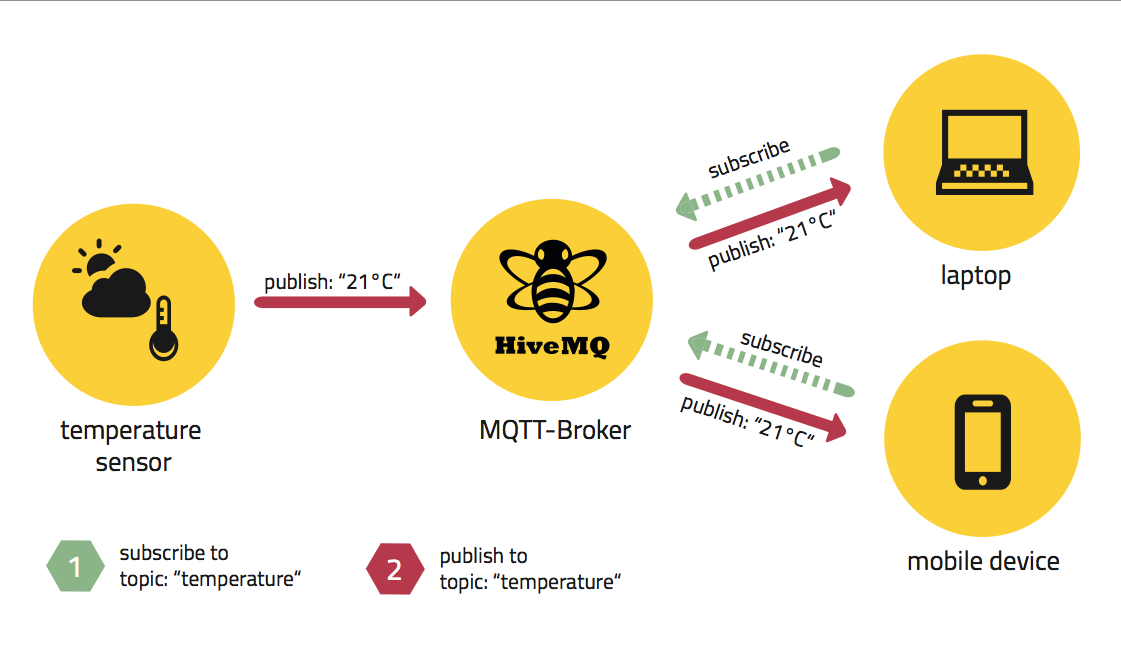 temperature
sensor
publish: “21°C“
HiveMQ
MQTT-Broker
subscribe
publish: “21°C“
laptop
subscribe
publish: “21°C“
mobile device
1
subscribe to
topic: “temperature“
2
publish to
topic: “temperature“